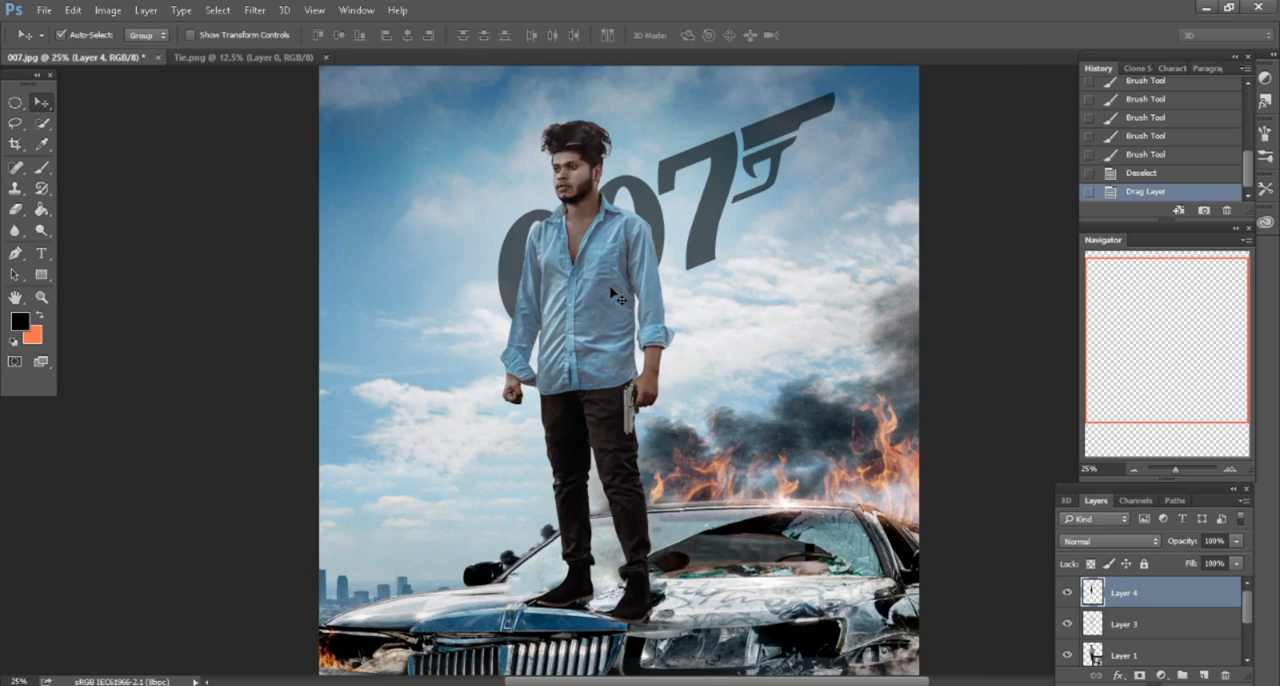 Ps File Edit Image Layer Type Select Filter 3D View Window Help
Auto-Select: Group Show Transform Controls 3D Mode: 3D
007.jpg @ 25% (Layer 4, RGB/8) * × Tie.png @ 12.5% (Layer 0, RGB/8) ×
History Clone S Charact Paragra
Brush Tool
Brush Tool
Brush Tool
Brush Tool
Brush Tool
Deselect
Drag Layer
Navigator
25%
007
3D Layers Channels Paths
Kind
Normal Opacity: 100%
Lock: Fill: 100%
Layer 4
Layer 3
Layer 1
25% sRGB IEC61966-2.1 (8bpc)